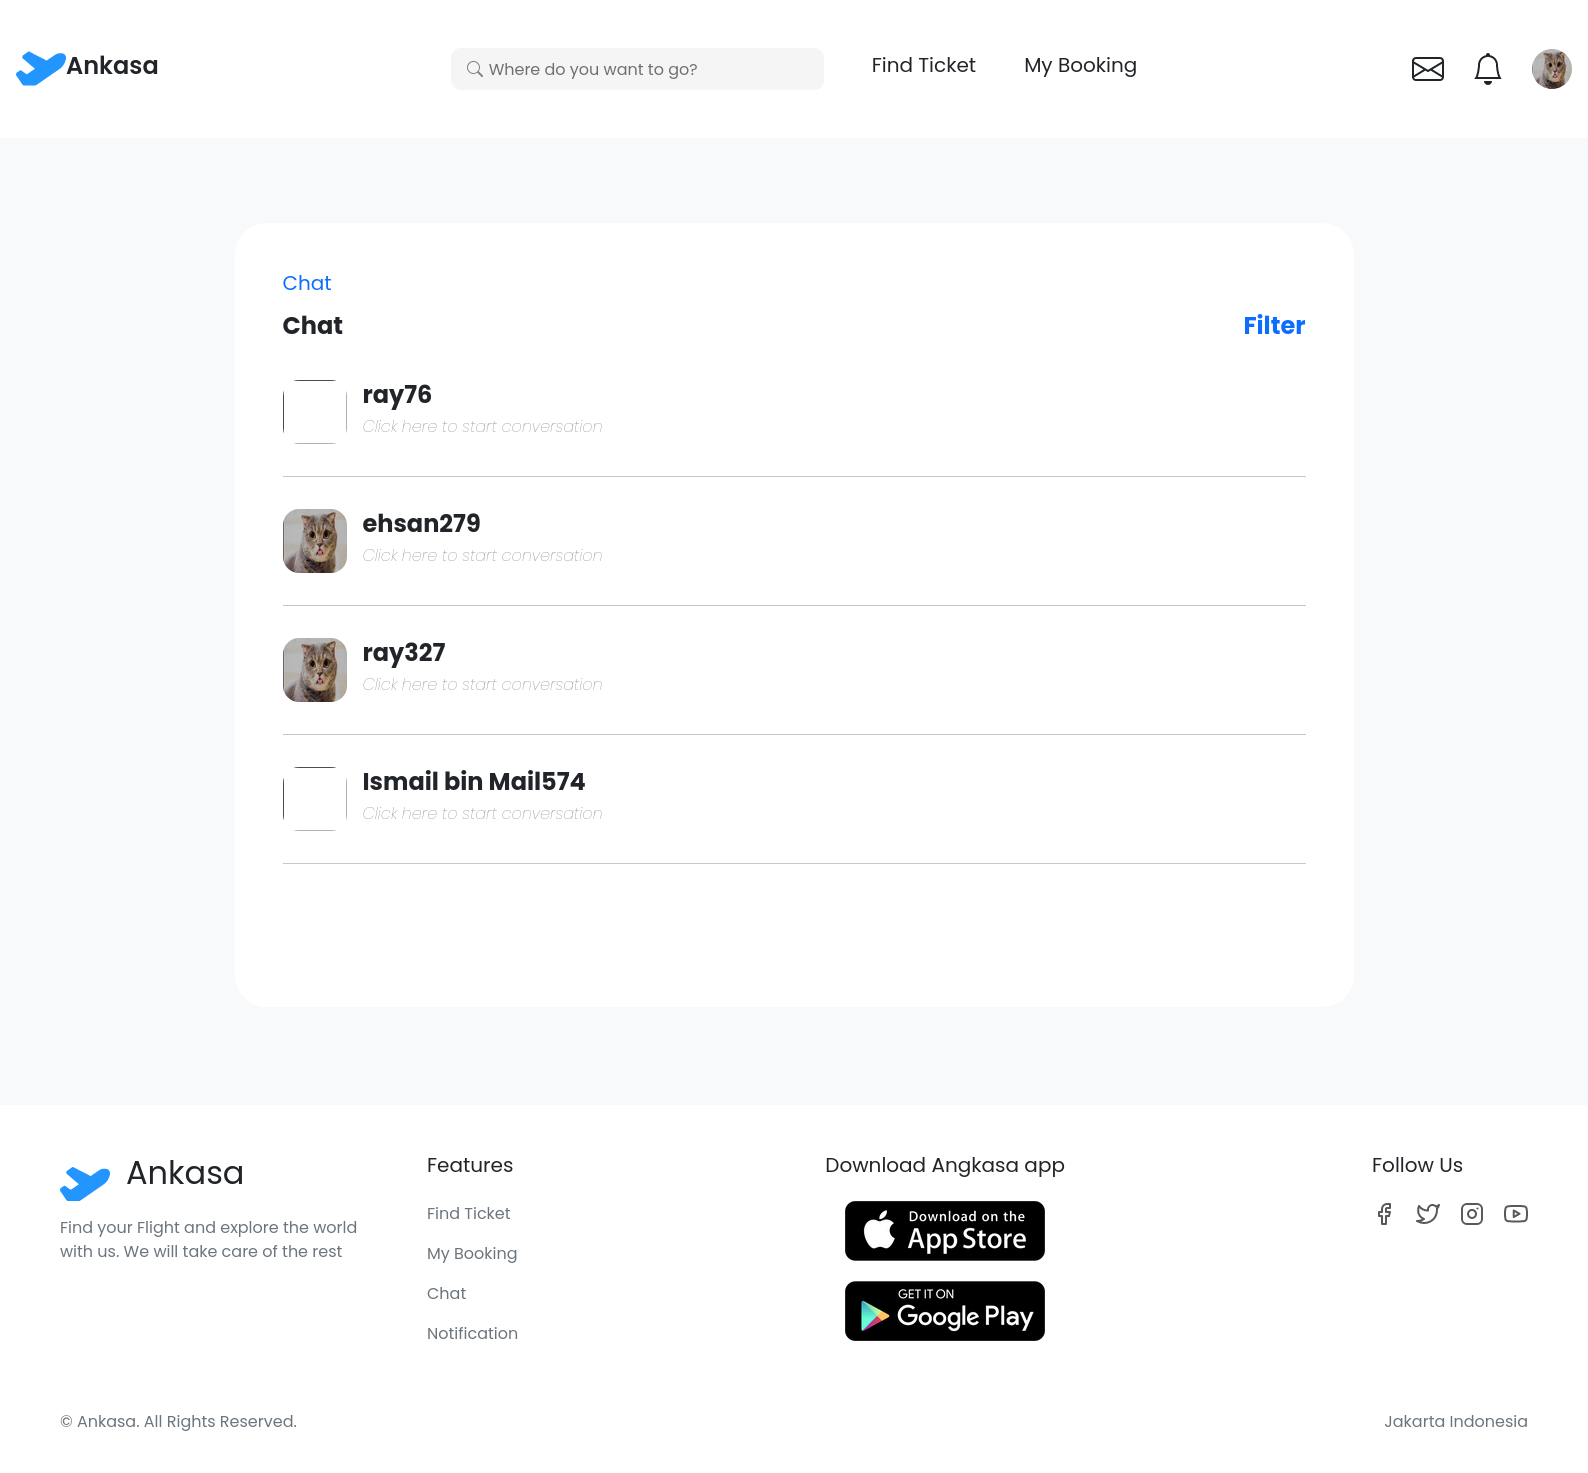 Ankasa
Where do you want to go?
Find Ticket
My Booking
Chat
Chat
Filter
ray76
Click here to start conversation
ehsan279
Click here to start conversation
ray327
Click here to start conversation
Ismail bin Mail574
Click here to start conversation
Ankasa
Find your Flight and explore the world
with us. We will take care of the rest
Features
Find Ticket
My Booking
Chat
Notification
Download Angkasa app
Download on the
App Store
GET IT ON
Google Play
Follow Us
© Ankasa. All Rights Reserved.
Jakarta Indonesia